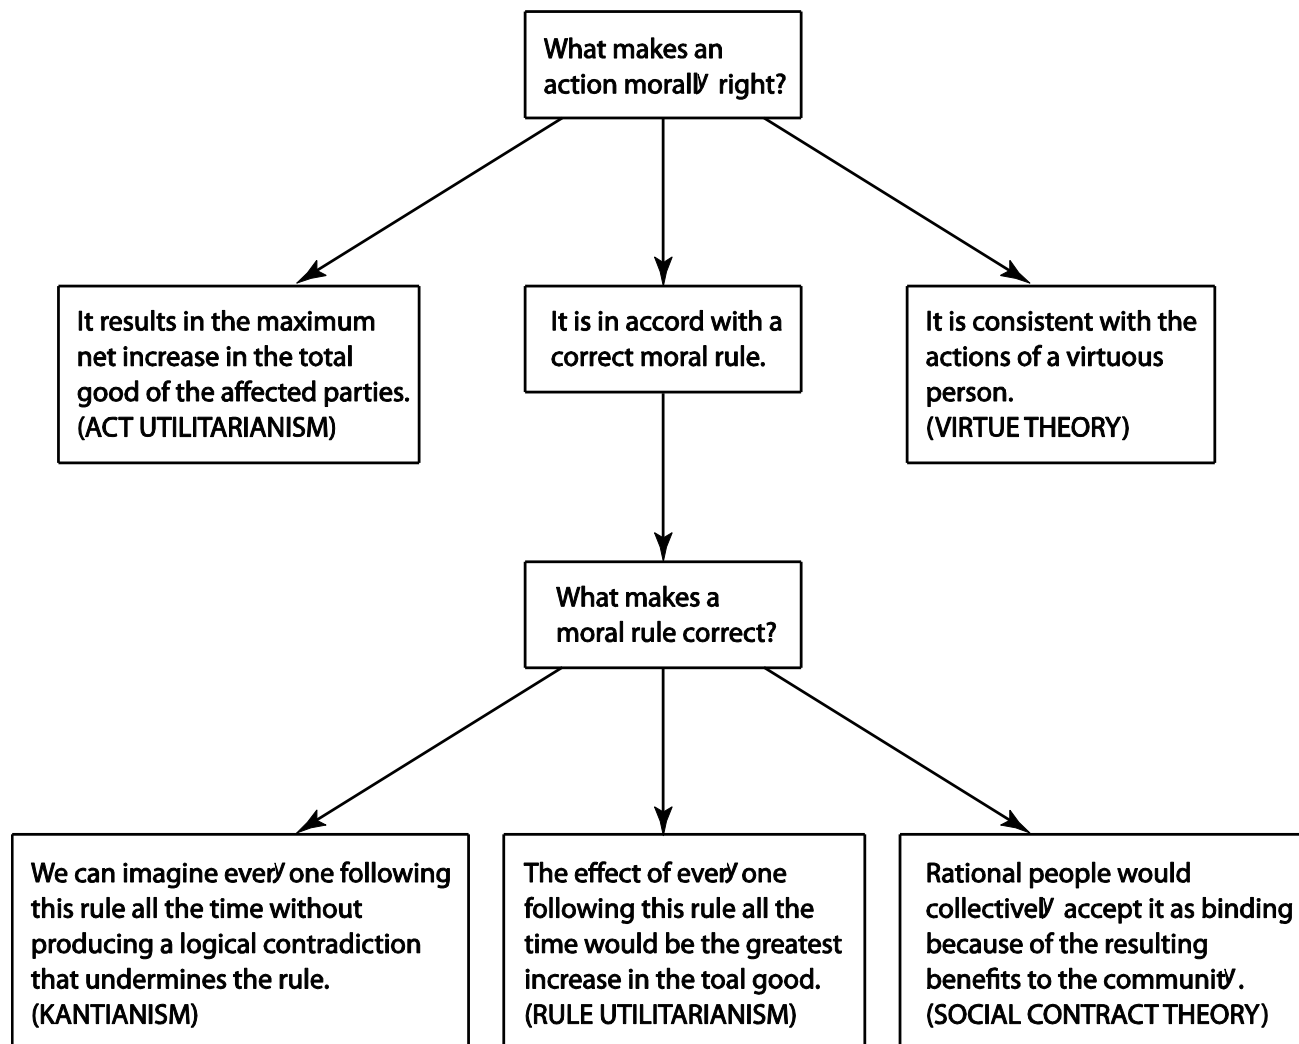 What makes an
action morally right?
It results in the maximum
net increase in the total
good of the affected parties.
(ACT UTILITARIANISM)
It is in accord with a
correct moral rule.
It is consistent with the
actions of a virtuous
person.
(VIRTUE THEORY)
What makes a
moral rule correct?
We can imagine every one following
this rule all the time without
producing a logical contradiction
that undermines the rule.
(KANTIANISM)
The effect of every one
following this rule all the
time would be the greatest
increase in the toal good.
(RULE UTILITARIANISM)
Rational people would
collectively accept it as binding
because of the resulting
benefits to the community.
(SOCIAL CONTRACT THEORY)